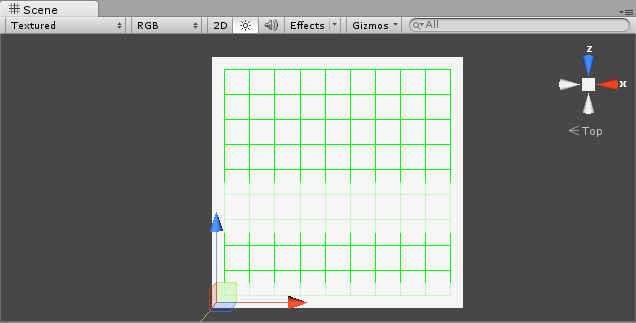 Scene
Textured RGB 2D Effects Gizmos All
z
x
Top